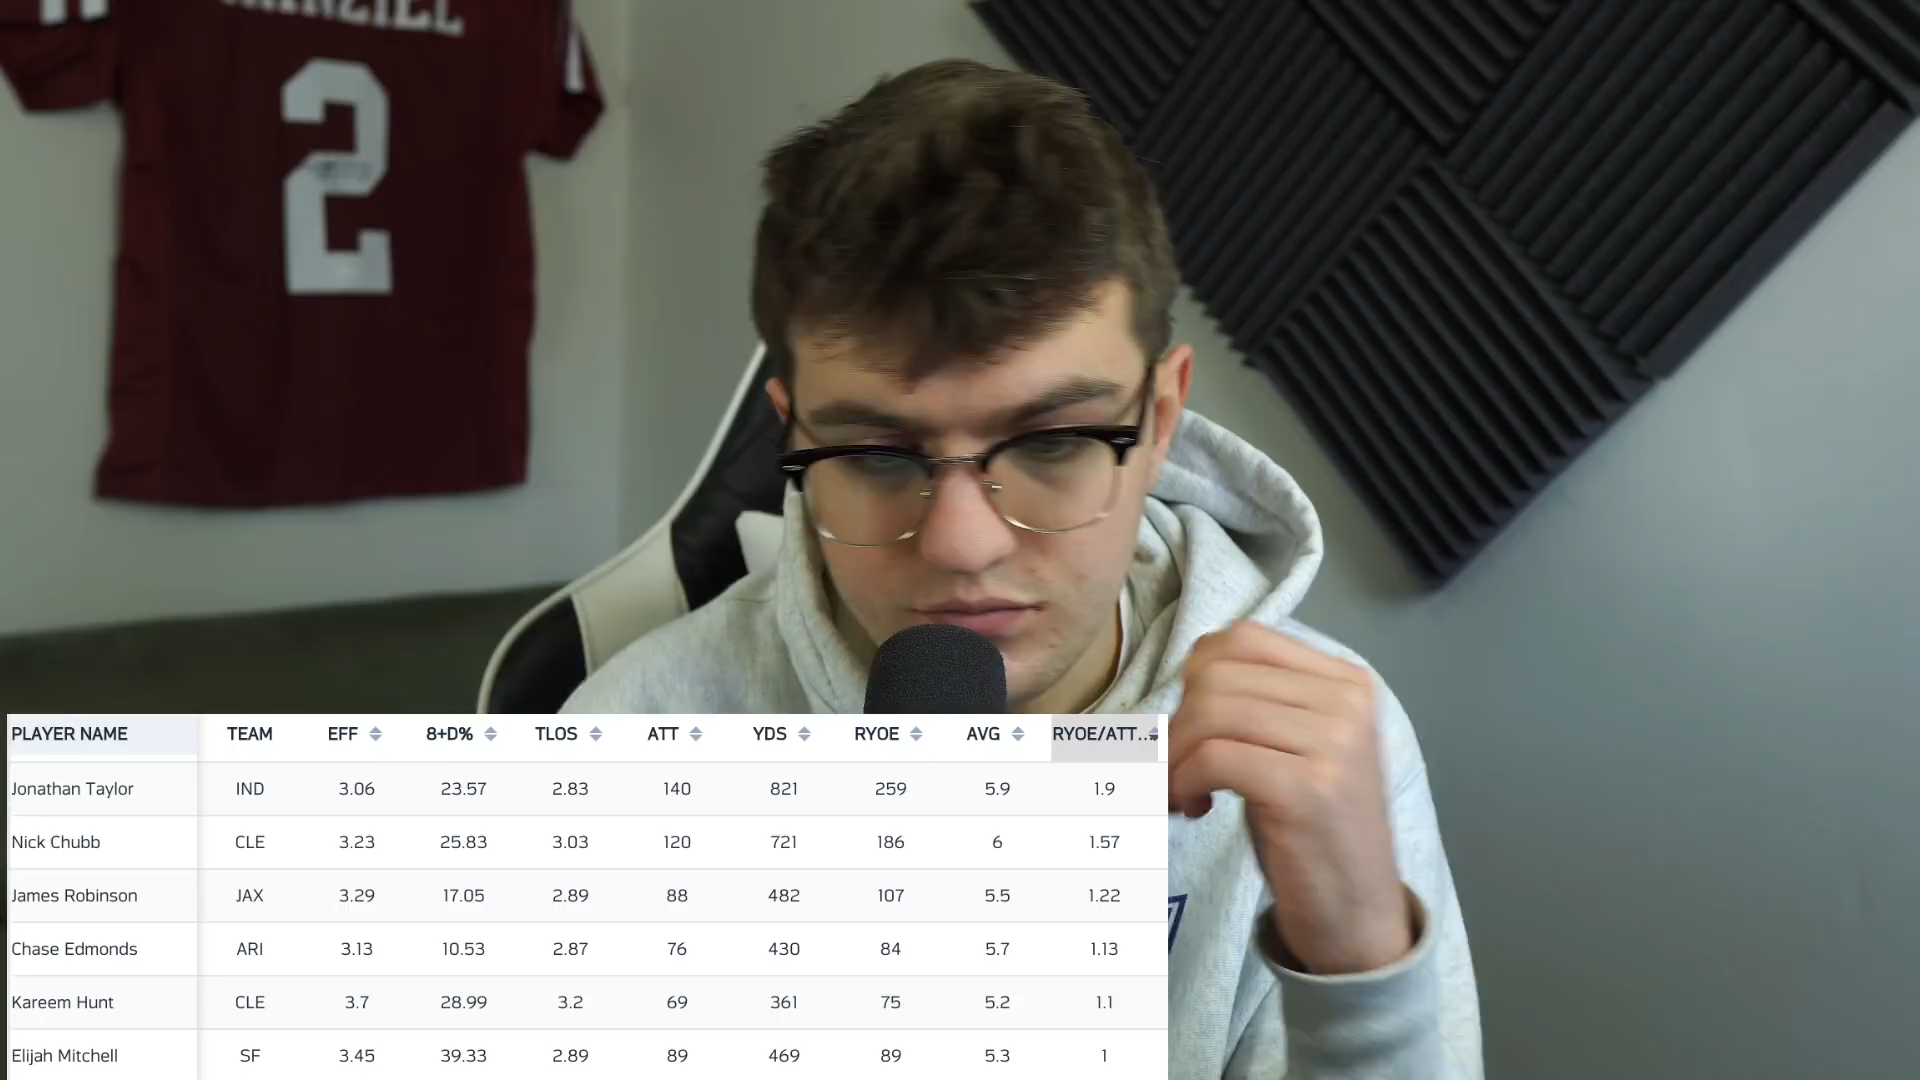 2
PLAYER NAME TEAM EFF 8+D% TLOS ATT YDS RYOE AVG RYOE/ATT...
Jonathan Taylor IND 3.06 23.57 2.83 140 821 259 5.9 1.9
Nick Chubb CLE 3.23 25.83 3.03 120 721 186 6 1.57
James Robinson JAX 3.29 17.05 2.89 88 482 107 5.5 1.22
Chase Edmonds ARI 3.13 10.53 2.87 76 430 84 5.7 1.13
Kareem Hunt CLE 3.7 28.99 3.2 69 361 75 5.2 1.1
Elijah Mitchell SF 3.45 39.33 2.89 89 469 89 5.3 1